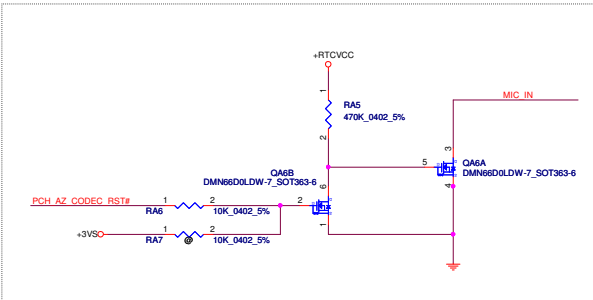 +RTCVCC
1
RA5
470K_0402_5%
2
MIC_IN
3
5
QA6A
DMN66D0LDW-7_SOT363-6
4
QA6B
DMN66D0LDW-7_SOT363-6
6
PCH_AZ_CODEC_RST#
1
2
2
RA6
10K_0402_5%
1
+3VS
1
2
RA7
@
10K_0402_5%